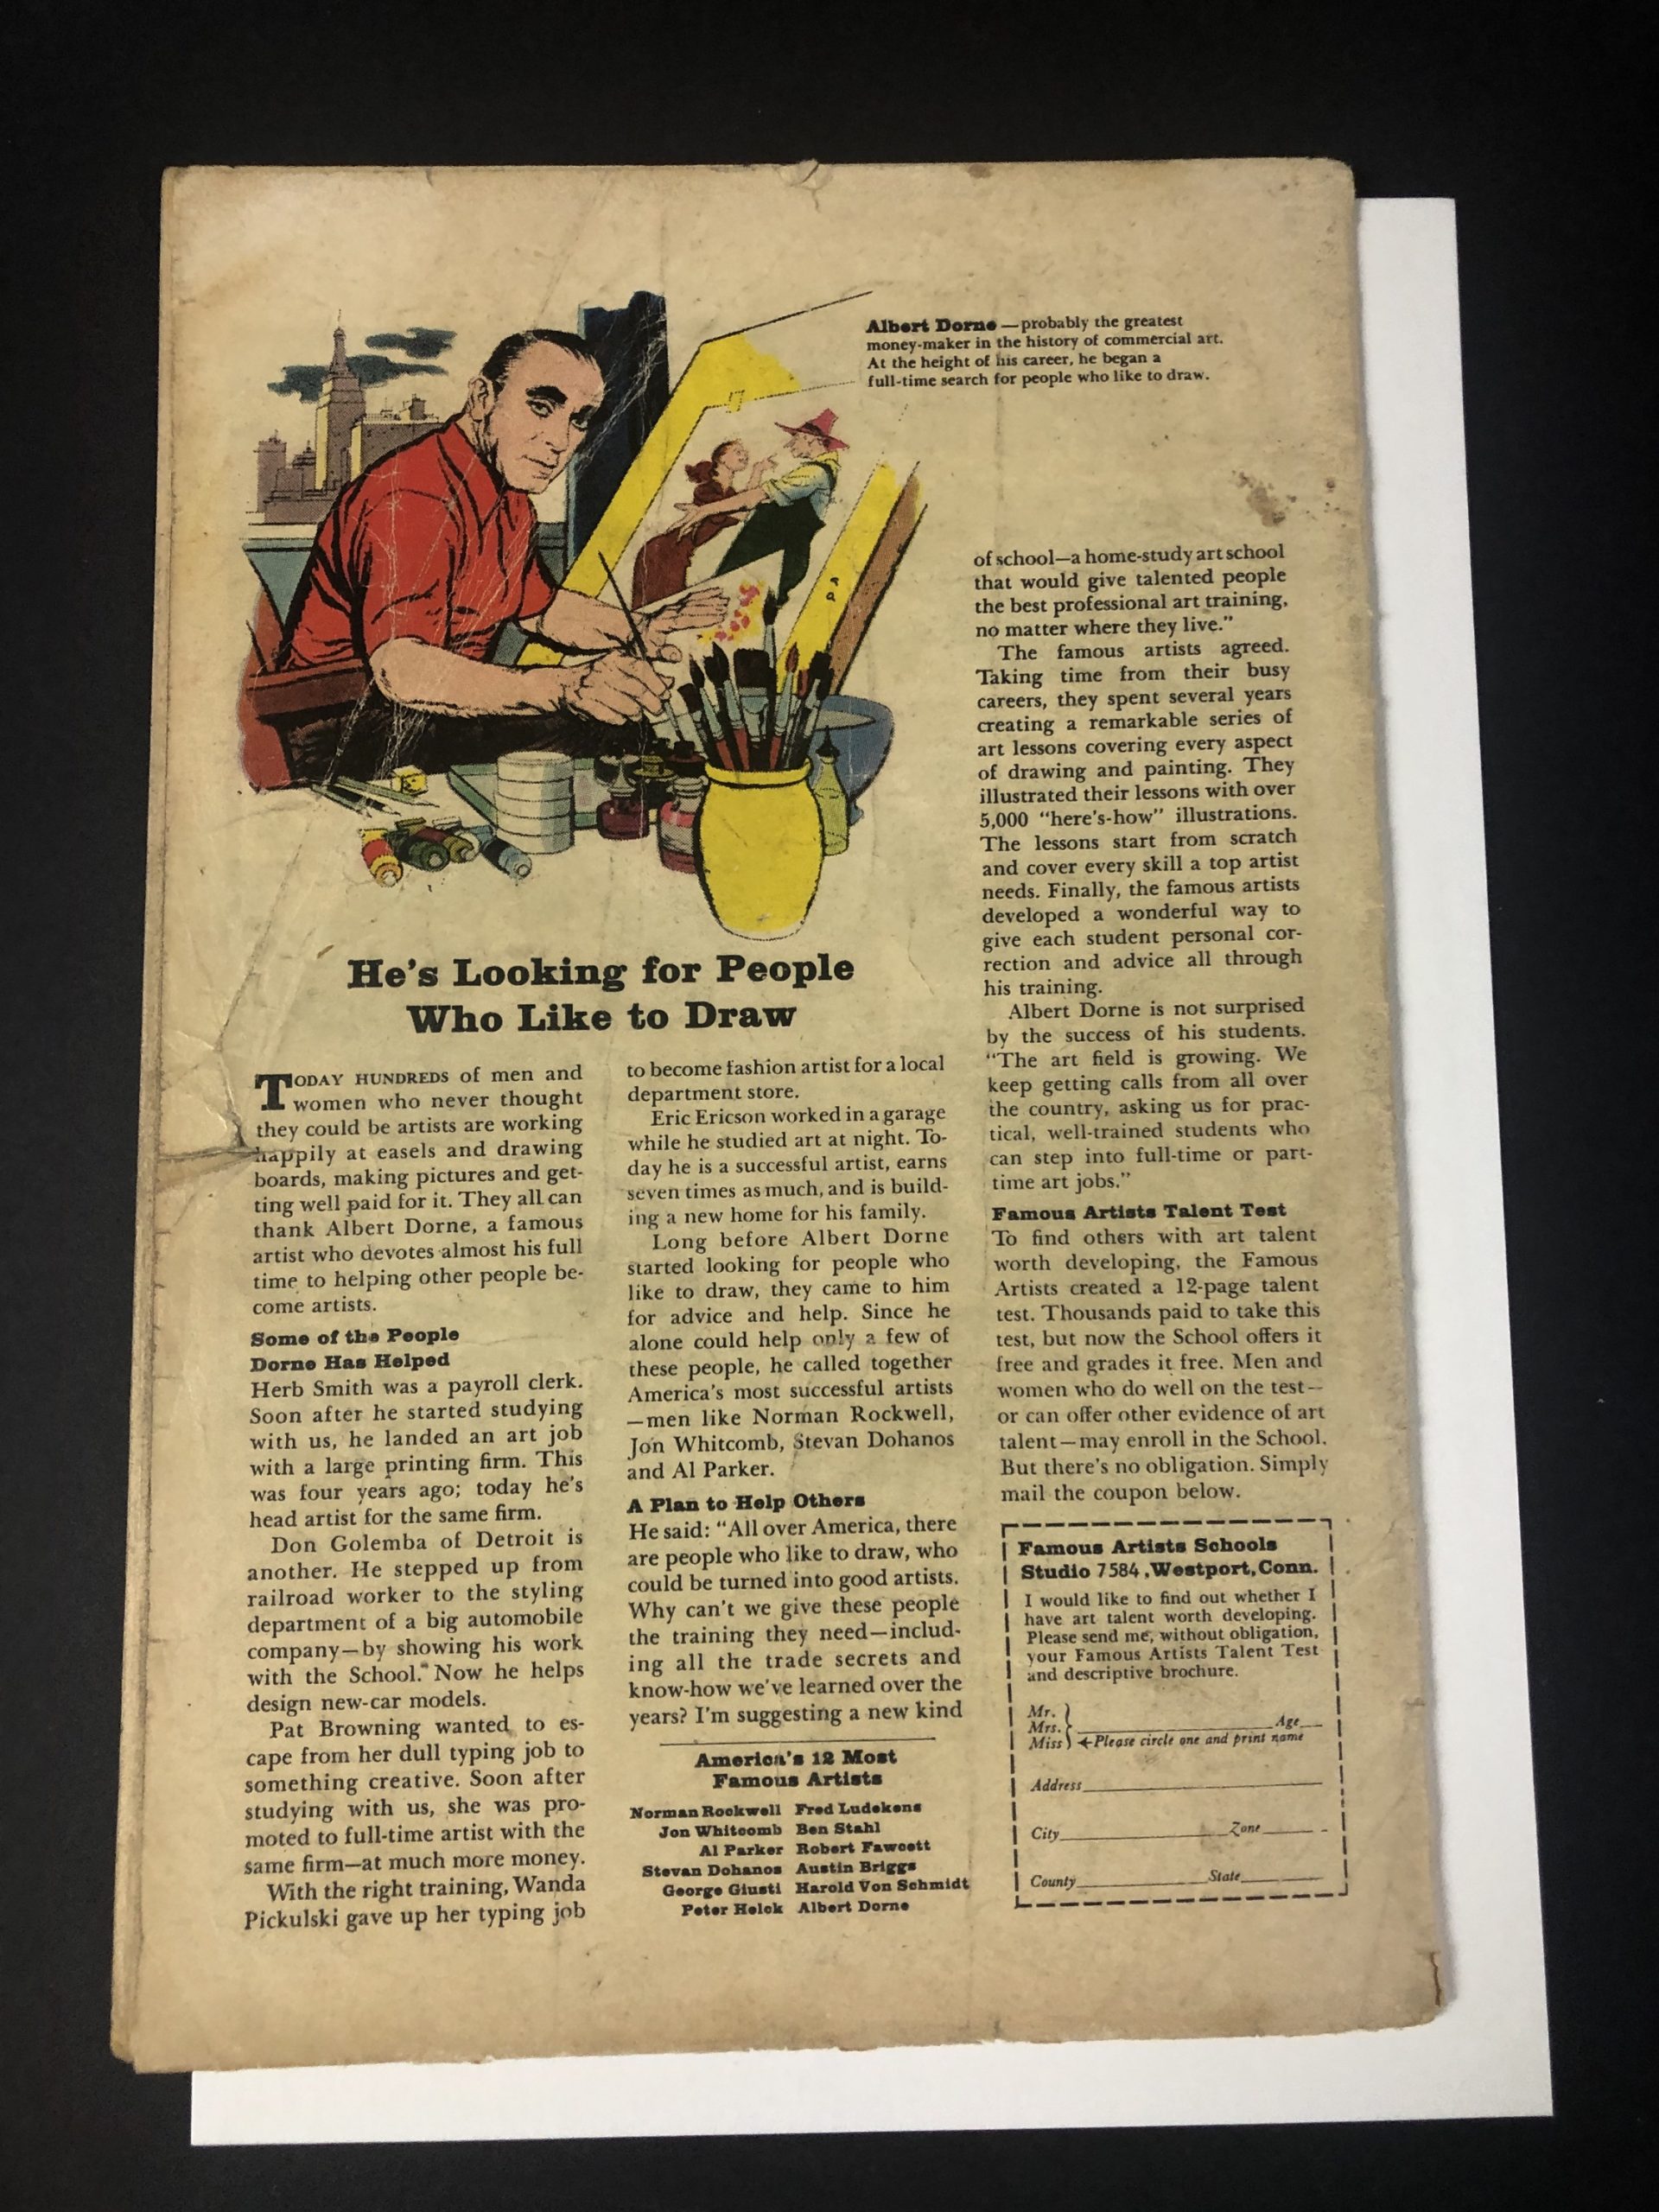 Albert Dorne—probably the greatest
money-maker in the history of commercial art.
At the height of his career, he began a
full-time search for people who like to draw.
He's Looking for People
Who Like to Draw
TODAY HUNDREDS of men and
women who never thought
they could be artists are working
happily at easels and drawing
boards, making pictures and get-
ting well paid for it. They all can
thank Albert Dorne, a famous
artist who devotes almost his full
time to helping other people be-
come artists.
Some of the People
Dorne Has Helped
Herb Smith was a payroll clerk.
Soon after he started studying
with us, he landed an art job
with a large printing firm. This
was four years ago; today he's
head artist for the same firm.
Don Golemba of Detroit is
another. He stepped up from
railroad worker to the styling
department of a big automobile
company—by showing his work
with the School. Now he helps
design new-car models.
Pat Browning wanted to es-
cape from her dull typing job to
something creative. Soon after
studying with us, she was pro-
moted to full-time artist with the
same firm—at much more money.
With the right training, Wanda
Pickulski gave up her typing job
to become fashion artist for a local
department store.
Eric Ericson worked in a garage
while he studied art at night. To-
day he is a successful artist, earns
seven times as much, and is build-
ing a new home for his family.
Long before Albert Dorne
started looking for people who
like to draw, they came to him
for advice and help. Since he
alone could help only a few of
these people, he called together
America's most successful artists
—men like Norman Rockwell,
Jon Whitcomb, Stevan Dohanos
and Al Parker.
A Plan to Help Others
He said: "All over America, there
are people who like to draw, who
could be turned into good artists.
Why can't we give these people
the training they need—includ-
ing all the trade secrets and
know-how we've learned over the
years? I'm suggesting a new kind
America's 12 Most
Famous Artists
Norman Rockwell Fred Ludekens
Jon Whitcomb Ben Stahl
Al Parker Robert Fawcett
Stevan Dohanos Austin Briggs
George Giusti Harold Von Schmidt
Peter Helck Albert Dorne
of school—a home-study art school
that would give talented people
the best professional art training,
no matter where they live."
The famous artists agreed.
Taking time from their busy
careers, they spent several years
creating a remarkable series of
art lessons covering every aspect
of drawing and painting. They
illustrated their lessons with over
5,000 "here's-how" illustrations.
The lessons start from scratch
and cover every skill a top artist
needs. Finally, the famous artists
developed a wonderful way to
give each student personal cor-
rection and advice all through
his training.
Albert Dorne is not surprised
by the success of his students.
"The art field is growing. We
keep getting calls from all over
the country, asking us for prac-
tical, well-trained students who
can step into full-time or part-
time art jobs."
Famous Artists Talent Test
To find others with art talent
worth developing, the Famous
Artists created a 12-page talent
test. Thousands paid to take this
test, but now the School offers it
free and grades it free. Men and
women who do well on the test—
or can offer other evidence of art
talent—may enroll in the School.
But there's no obligation. Simply
mail the coupon below.
Famous Artists Schools
Studio 7584, Westport, Conn.
I would like to find out whether I
have art talent worth developing.
Please send me, without obligation,
your Famous Artists Talent Test
and descriptive brochure.
Mr.
Mrs. Age
Miss ←Please circle one and print name
Address
City Zone
County State